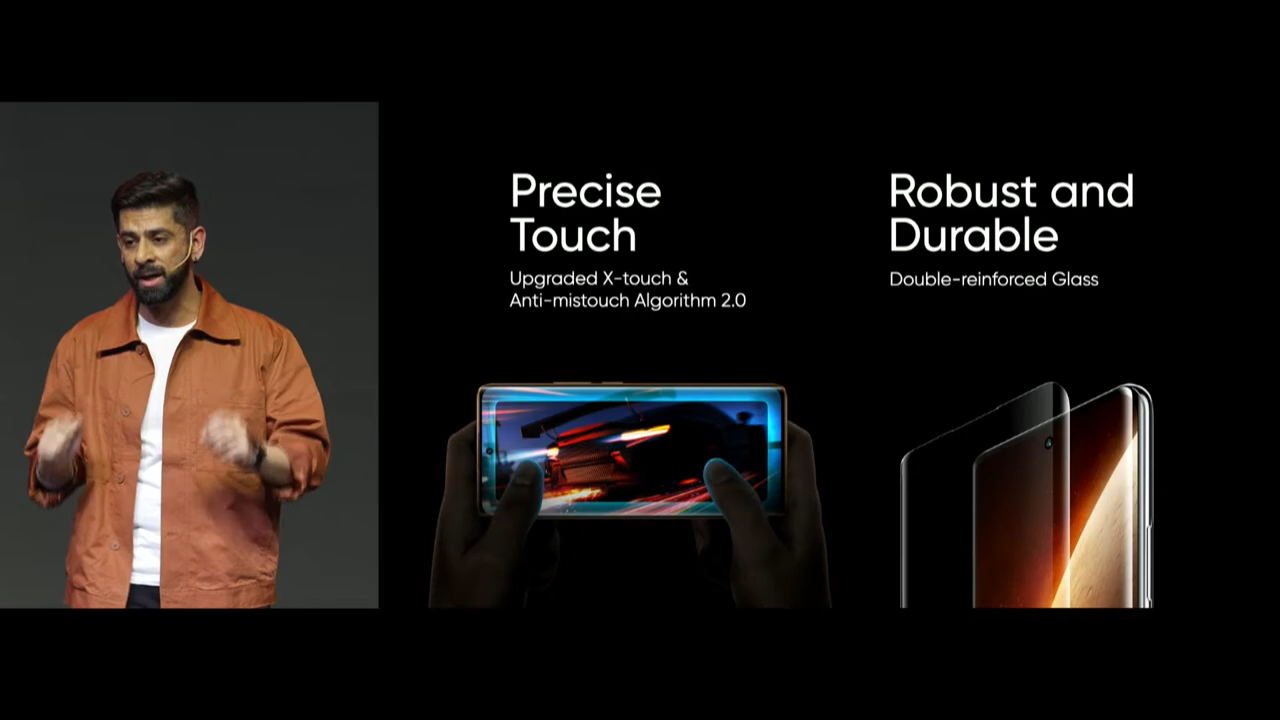 Precise
Touch
Upgraded X-touch &
Anti-mistouch Algorithm 2.0
Robust and
Durable
Double-reinforced Glass